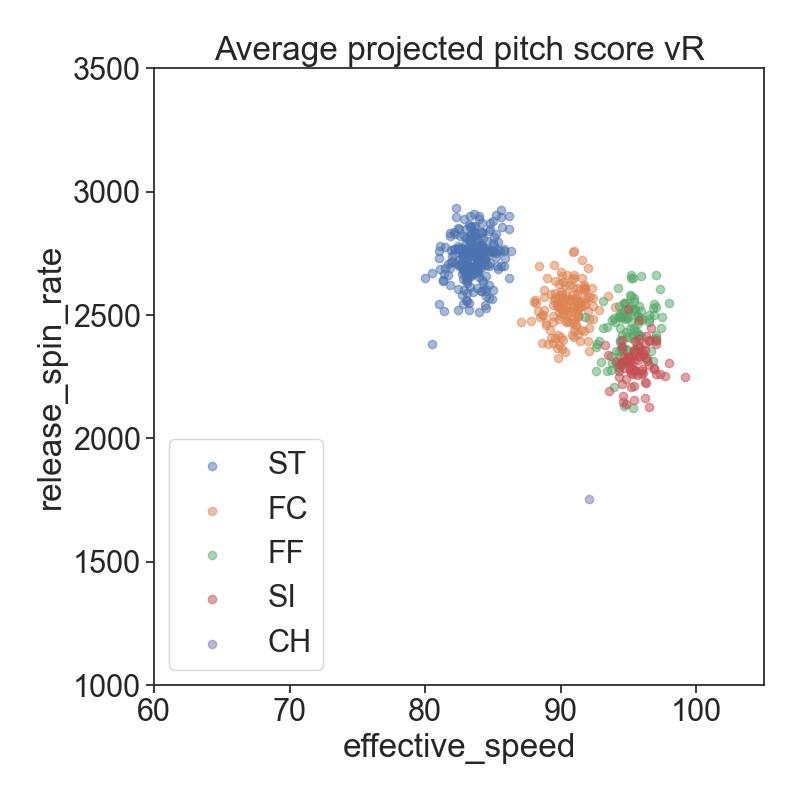 Average projected pitch score vR
3500
3000
2500
2000
1500
1000
release_spin_rate
ST
FC
FF
SI
CH
60 70 80 90 100
effective_speed